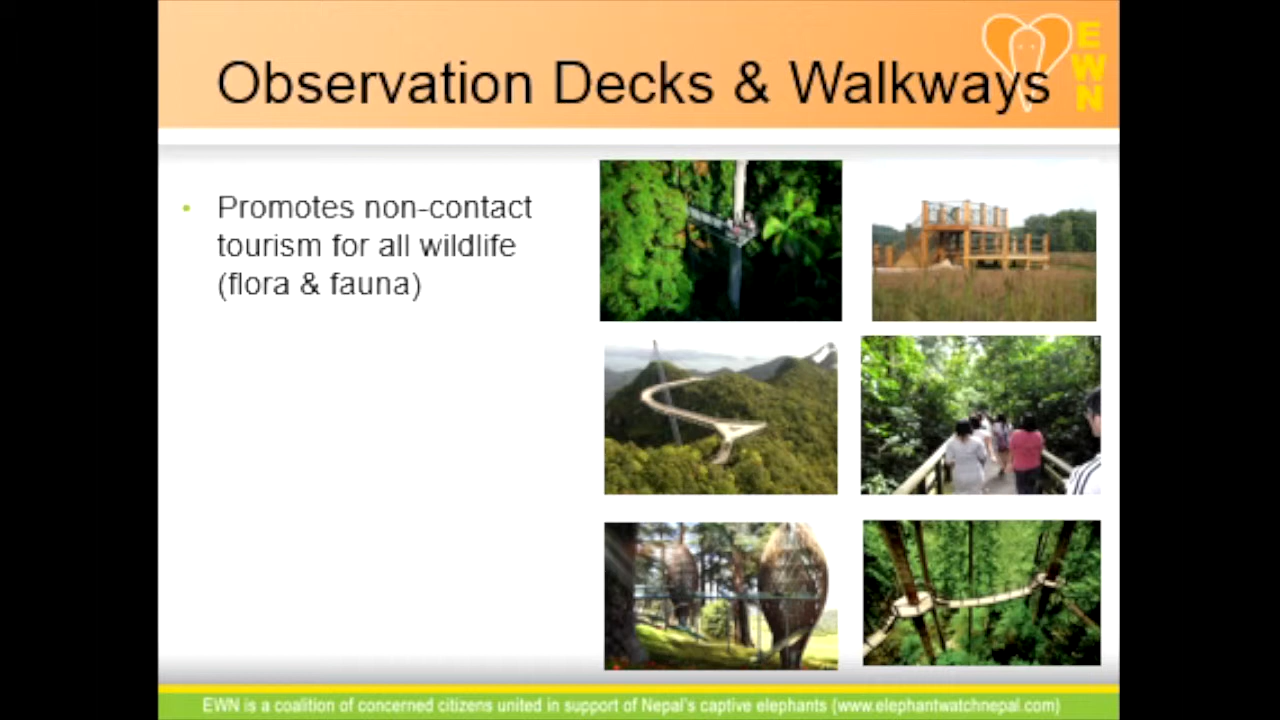 Observation Decks & Walkways
E
W
N
• Promotes non-contact
tourism for all wildlife
(flora & fauna)
EWN is a coalition of concerned citizens united in support of Nepal's captive elephants (www.elephantwatchnepal.com)